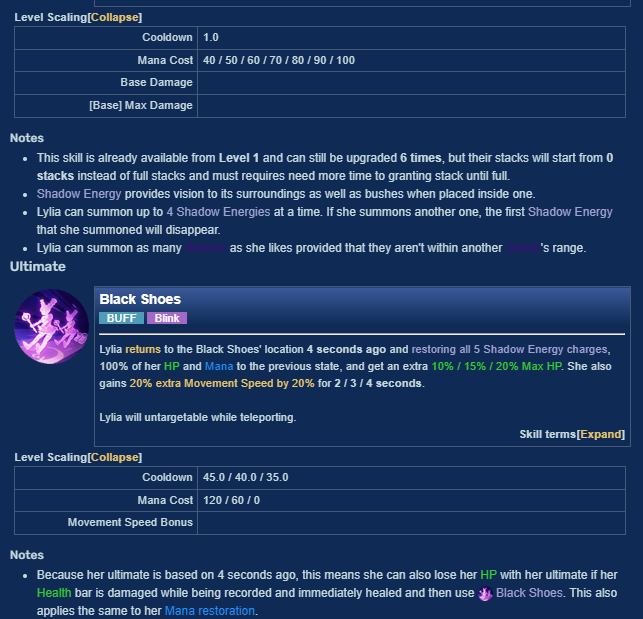 Level Scaling[Collapse]
Cooldown 1.0
Mana Cost 40 / 50 / 60 / 70 / 80 / 90 / 100
Base Damage
[Base] Max Damage
Notes
This skill is already available from Level 1 and can still be upgraded 6 times, but their stacks will start from 0
stacks instead of full stacks and must requires need more time to granting stack until full.
Shadow Energy provides vision to its surroundings as well as bushes when placed inside one.
Lylia can summon up to 4 Shadow Energies at a time. If she summons another one, the first Shadow Energy
that she summoned will disappear.
Lylia can summon as many as she likes provided that they aren't within another 's range.
Ultimate
Black Shoes
BUFF Blink
Lylia returns to the Black Shoes' location 4 seconds ago and restoring all 5 Shadow Energy charges,
100% of her HP and Mana to the previous state, and get an extra 10% / 15% / 20% Max HP. She also
gains 20% extra Movement Speed by 20% for 2 / 3 / 4 seconds.
Lylia will untargetable while teleporting.
Skill terms[Expand]
Level Scaling[Collapse]
Cooldown 45.0 / 40.0 / 35.0
Mana Cost 120 / 60 / 0
Movement Speed Bonus
Notes
Because her ultimate is based on 4 seconds ago, this means she can also lose her HP with her ultimate if her
Health bar is damaged while being recorded and immediately healed and then use Black Shoes. This also
applies the same to her Mana restoration.